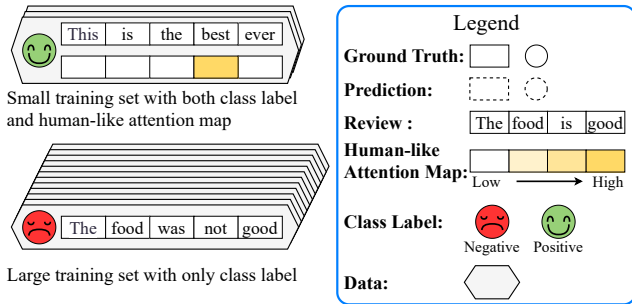 This is the best ever
Small training set with both class label
and human-like attention map
The food was not good
Large training set with only class label
Legend
Ground Truth:
Prediction:
Review : The food is good
Human-like
Attention Map:
Low High
Class Label:
Negative Positive
Data: